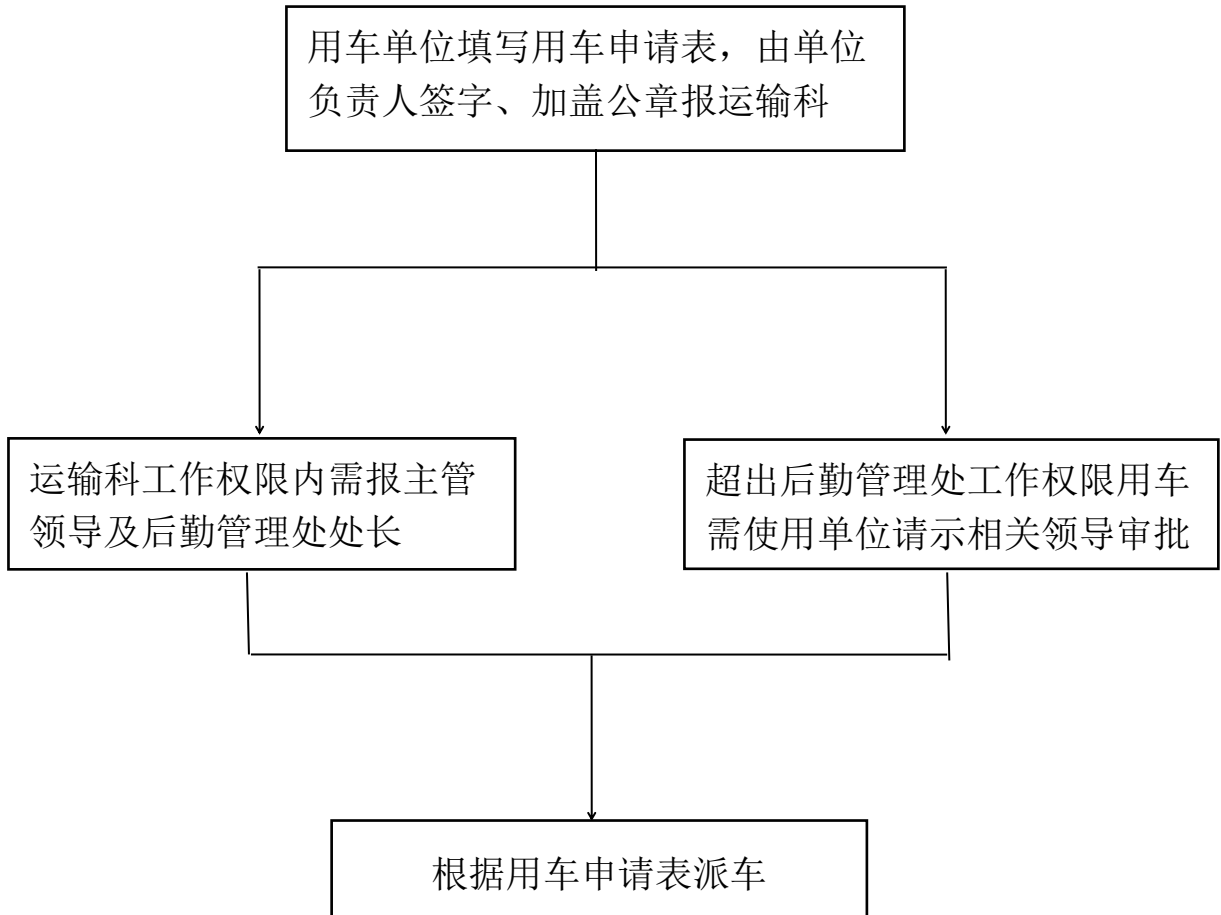 用车单位填写用车申请表，由单位
负责人签字、加盖公章报运输科
运输科工作权限内需报主管
领导及后勤管理处处长
超出后勤管理处工作权限用车
需使用单位请示相关领导审批
根据用车申请表派车